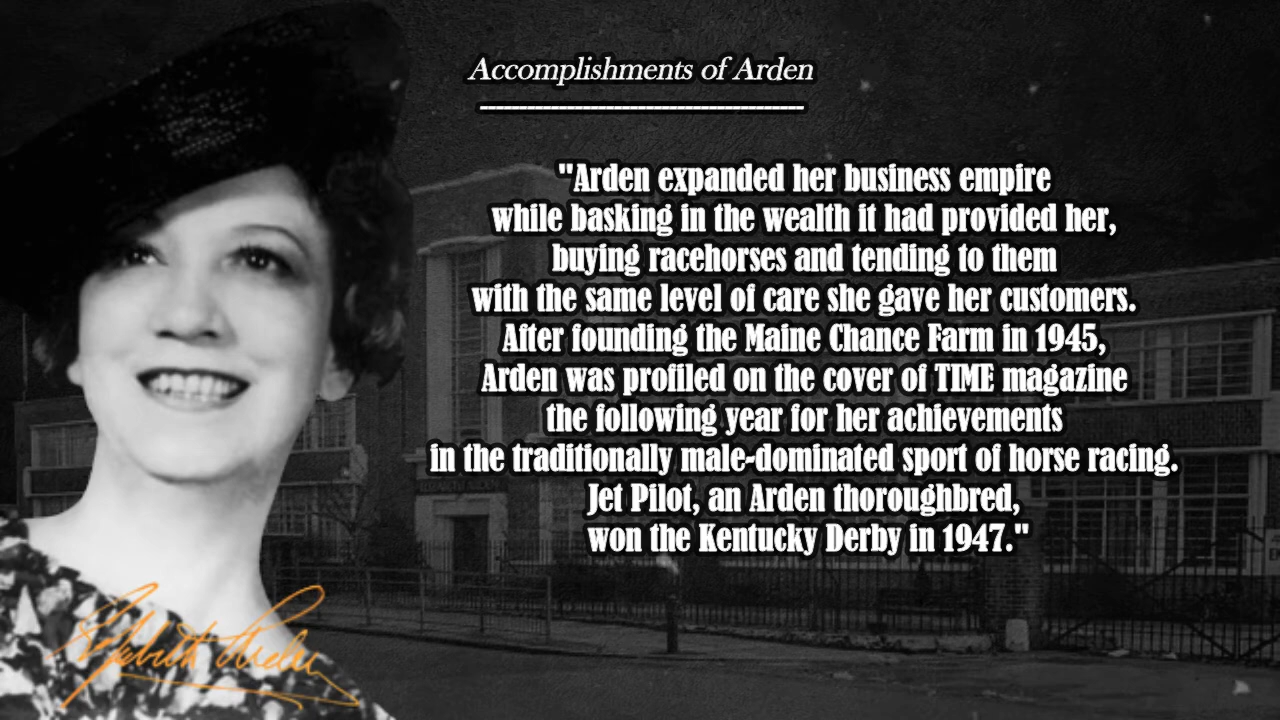 Accomplishments of Arden
"Arden expanded her business empire
while basking in the wealth it had provided her,
buying racehorses and tending to them
with the same level of care she gave her customers.
After founding the Maine Chance Farm in 1945,
Arden was profiled on the cover of TIME magazine
the following year for her achievements
in the traditionally male-dominated sport of horse racing.
Jet Pilot, an Arden thoroughbred,
won the Kentucky Derby in 1947."
Elizabeth Arden